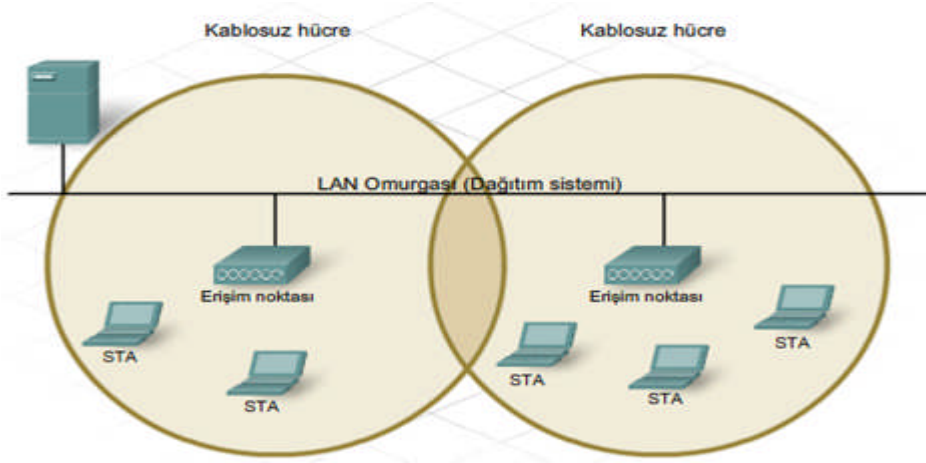 Kablosuz hücre
Kablosuz hücre
LAN Omurgası (Dağıtım sistemi)
Erişim noktası
Erişim noktası
STA
STA
STA
STA
STA